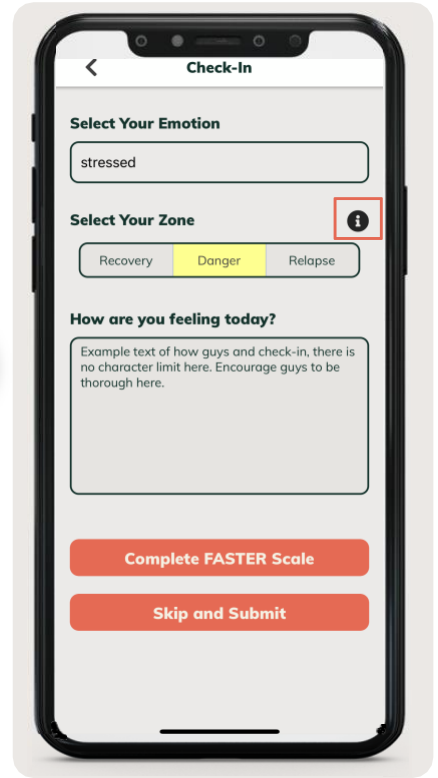 Check-In
Select Your Emotion
stressed
Select Your Zone
Recovery Danger Relapse
How are you feeling today?
Example text of how guys and check-in, there is
no character limit here. Encourage guys to be
thorough here.
Complete FASTER Scale
Skip and Submit